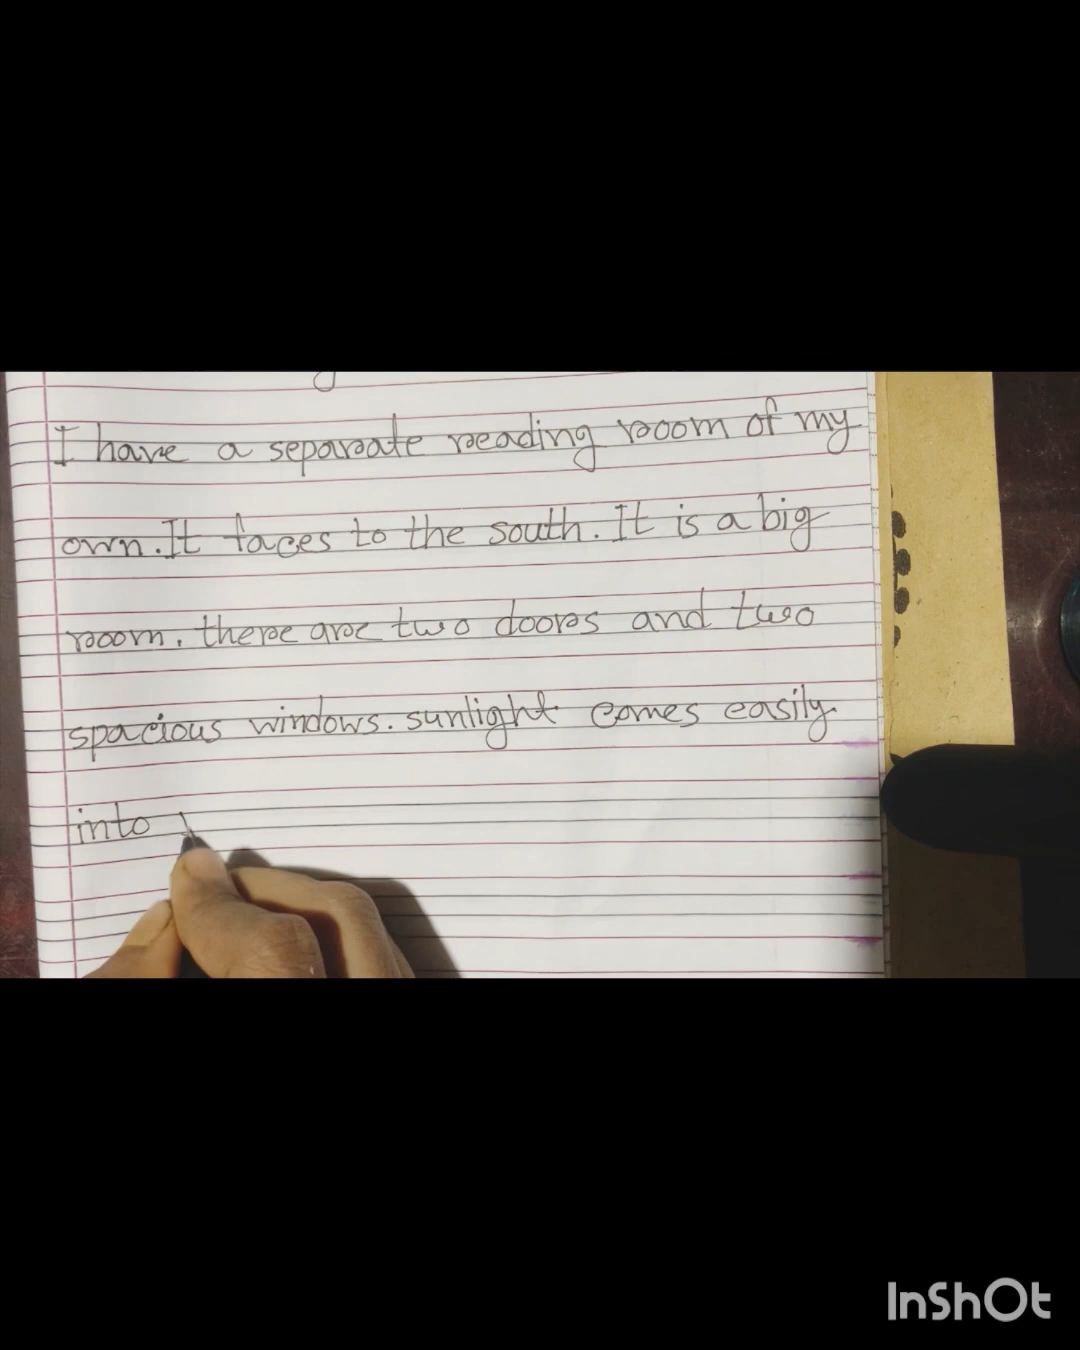 I have a separate reading room of my
own. It faces to the south. It is a big
room. there are two doors and two
spacious windows. sunlight comes easily
into
InShOt